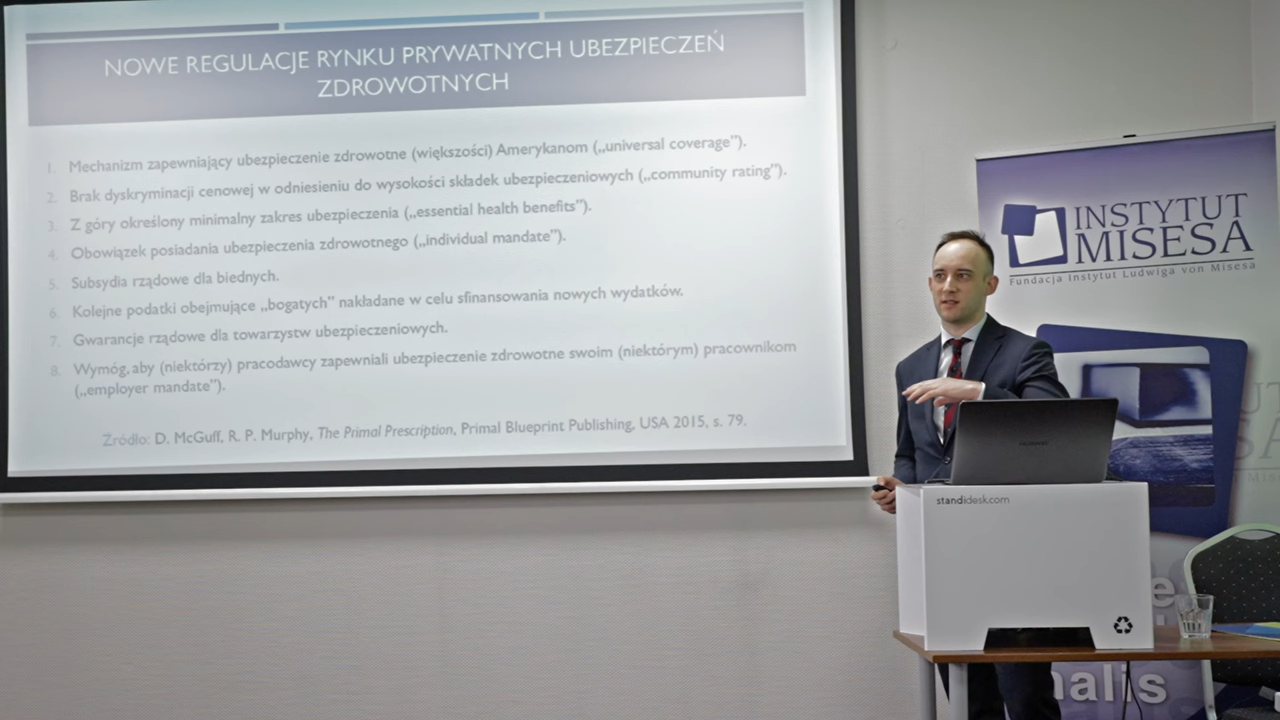 NOWE REGULACJE RYNKU PRYWATNYCH UBEZPIECZEŃ
ZDROWOTNYCH
1. Mechanizm zapewniający ubezpieczenie zdrowotne (większości) Amerykanom („universal coverage”).
2. Brak dyskryminacji cenowej w odniesieniu do wysokości składek ubezpieczeniowych („community rating”).
3. Z góry określony minimalny zakres ubezpieczenia („essential health benefits”).
4. Obowiązek posiadania ubezpieczenia zdrowotnego („individual mandate”).
5. Subsydia rządowe dla biednych.
6. Kolejne podatki obejmujące „bogatych” nakładane w celu sfinansowania nowych wydatków.
7. Gwarancje rządowe dla towarzystw ubezpieczeniowych.
8. Wymóg, aby (niektórzy) pracodawcy zapewniali ubezpieczenie zdrowotne swoim (niektórym) pracownikom
(„employer mandate”).
Źródło: D. McGuff, R. P. Murphy, The Primal Prescription, Primal Blueprint Publishing, USA 2015, s. 79.
INSTYTUT
MISESA
Fundacja Instytut Ludwiga von Misesa
HUAWEI
standidesk.com
nalis